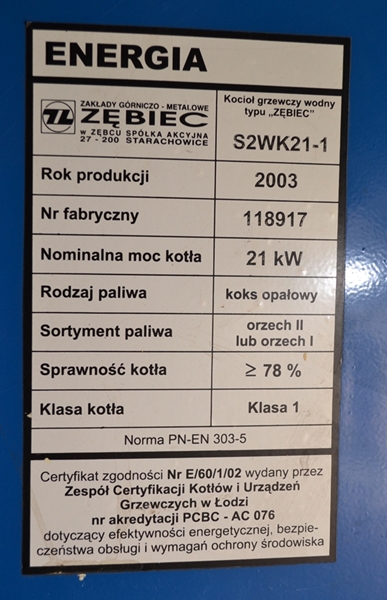 ENERGIA
ZAKŁADY GÓRNICZO - METALOWE
ZĘBIEC
W ZĘBCU SPÓŁKA AKCYJNA
27 - 200 STARACHOWICE
Kocioł grzewczy wodny
typu „ZĘBIEC"
S2WK21-1
Rok produkcji 2003
Nr fabryczny 118917
Nominalna moc kotła 21 kW
Rodzaj paliwa koks opałowy
Sortyment paliwa orzech II
lub orzech I
Sprawność kotła ≥ 78 %
Klasa kotła Klasa 1
Norma PN-EN 303-5
Certyfikat zgodności Nr E/60/1/02 wydany przez
Zespół Certyfikacji Kotłów i Urządzeń
Grzewczych w Łodzi
nr akredytacji PCBC - AC 076
dotyczący efektywności energetycznej, bezpie-
czeństwa obsługi i wymagań ochrony środowiska